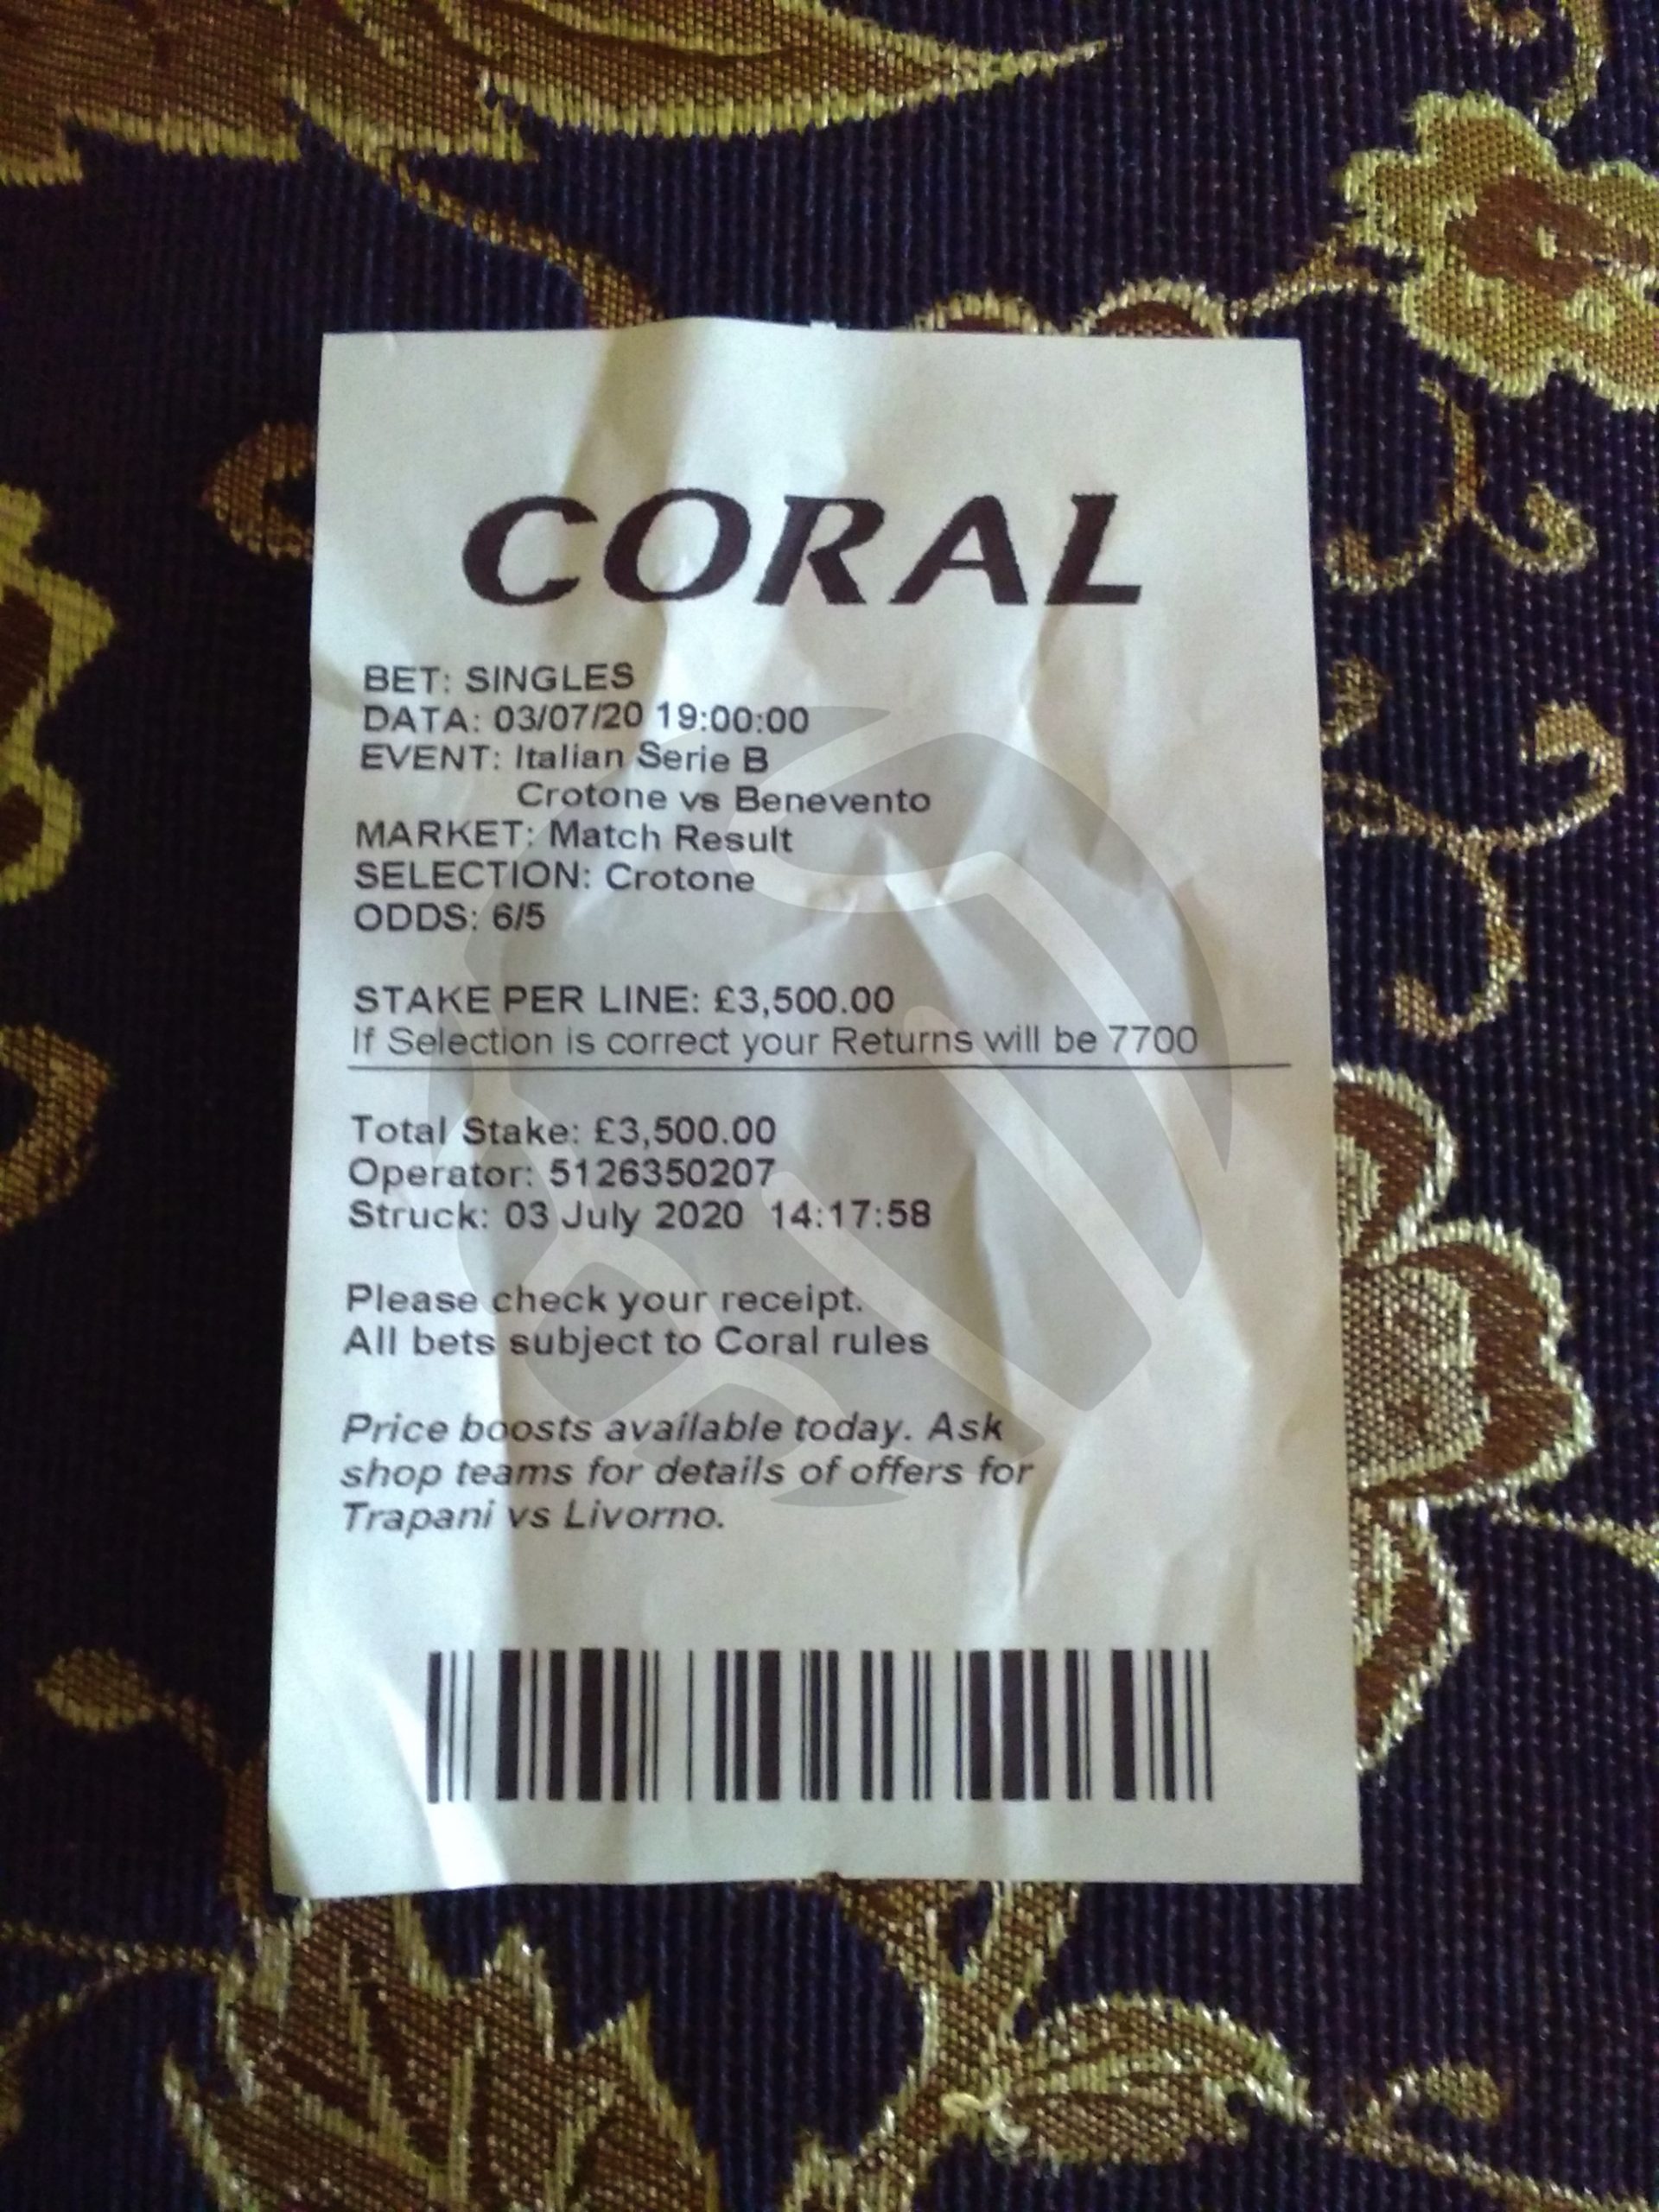 CORAL
BET: SINGLES
DATA: 03/07/20 19:00:00
EVENT: Italian Serie B
Crotone vs Benevento
MARKET: Match Result
SELECTION: Crotone
ODDS: 6/5
STAKE PER LINE: £3,500.00
If Selection is correct your Returns will be 7700
Total Stake: £3,500.00
Operator: 5126350207
Struck: 03 July 2020 14:17:58
Please check your receipt.
All bets subject to Coral rules
Price boosts available today. Ask
shop teams for details of offers for
Trapani vs Livorno.